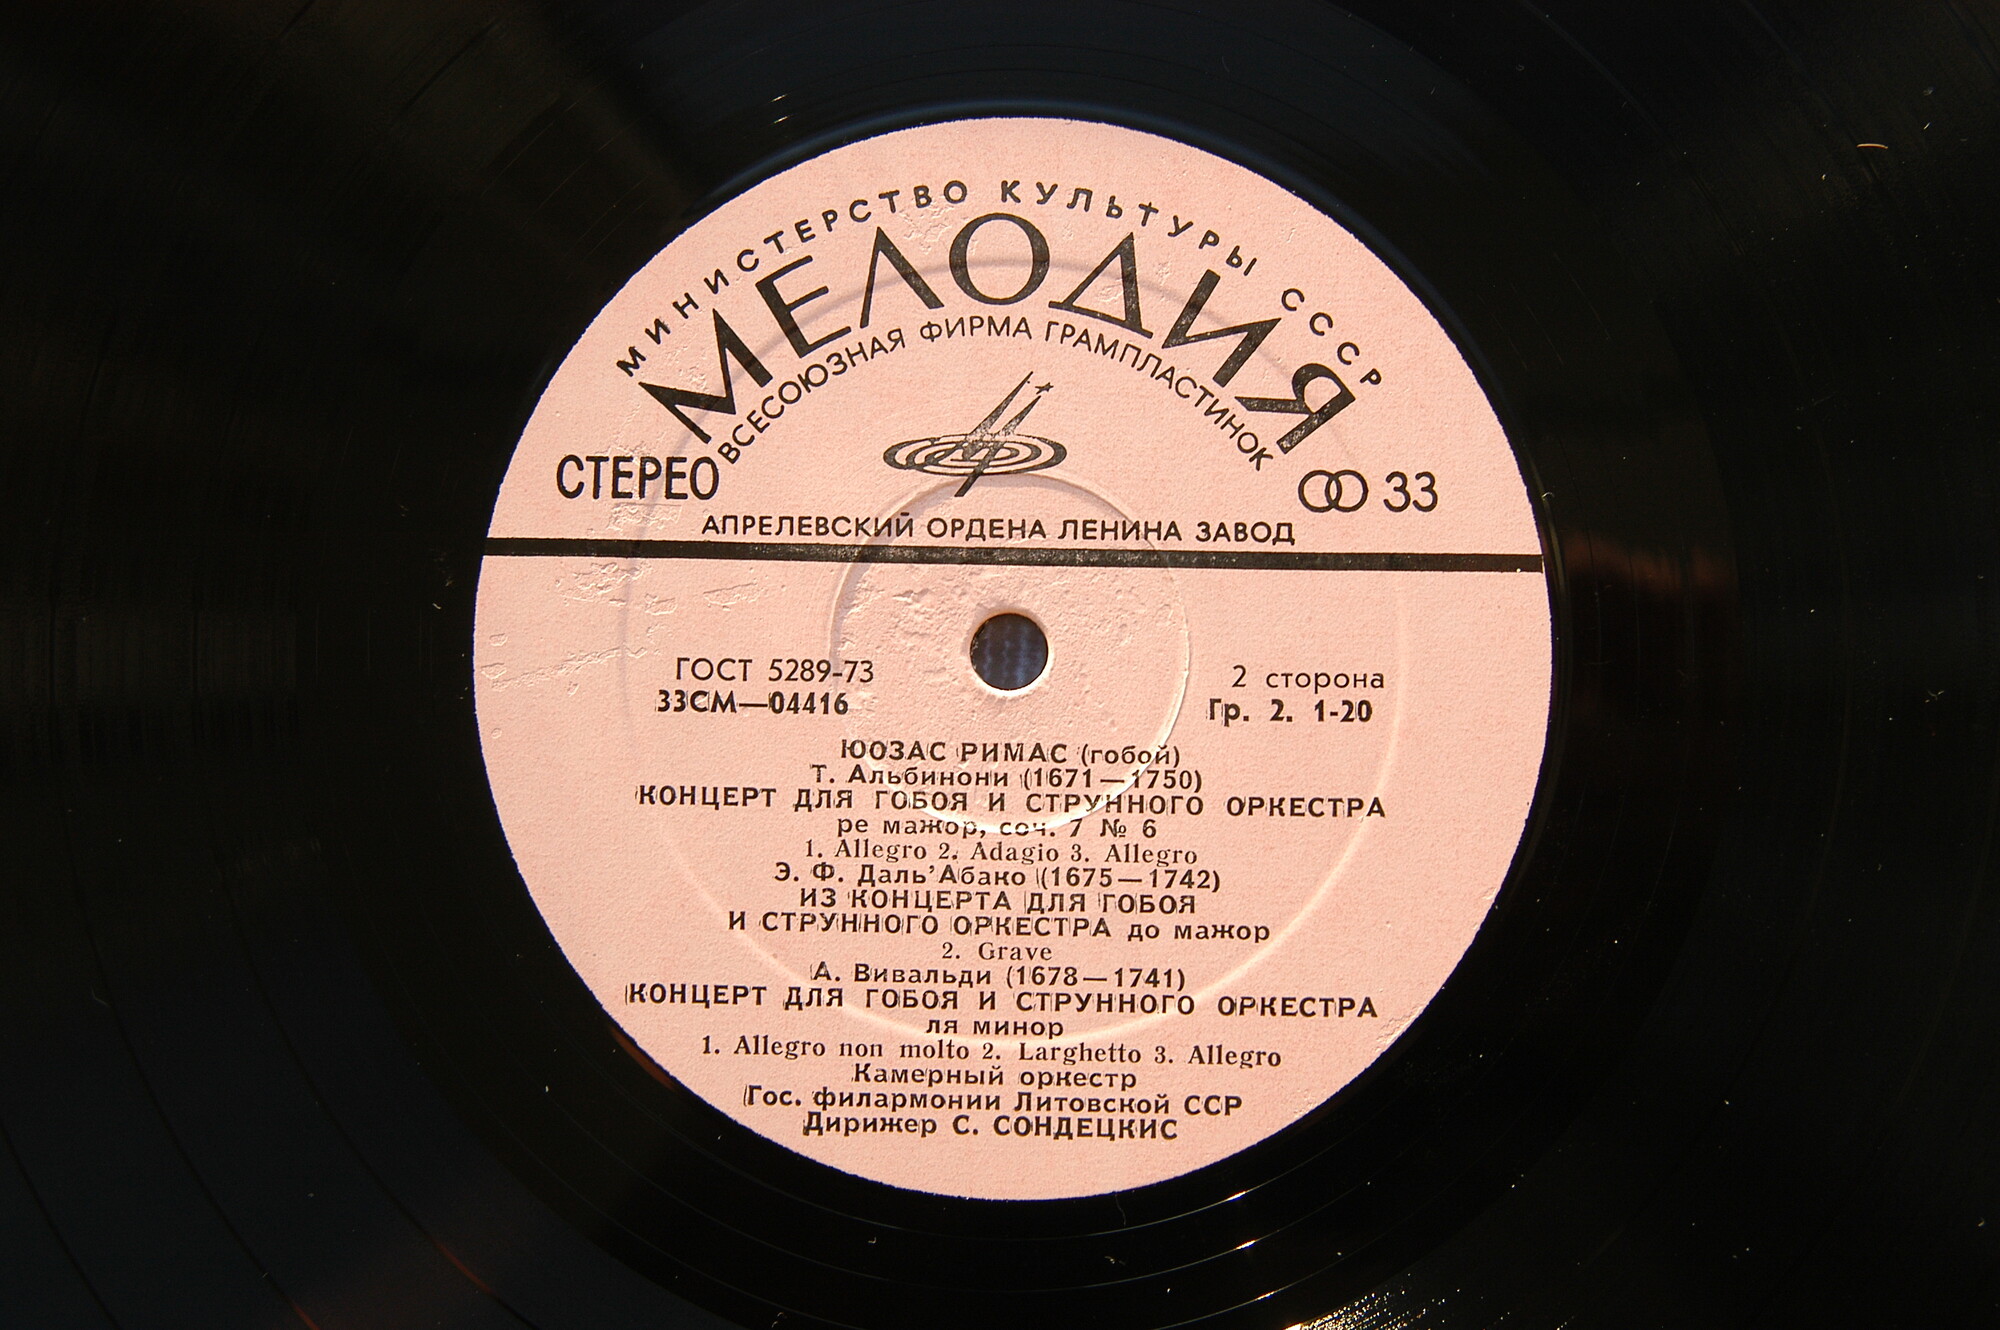 МИНИСТЕРСТВО КУЛЬТУРЫ СССР
МЕЛОДИЯ
ВСЕСОЮЗНАЯ ФИРМА ГРАМПЛАСТИНОК
СТЕРЕО
33
АПРЕЛЕВСКИЙ ОРДЕНА ЛЕНИНА ЗАВОД
ГОСТ 5289-73
33СМ—04416
2 сторона
Гр. 2. 1-20
ЮОЗАС РИМАС (гобой)
Т. Альбинони (1671—1750)
КОНЦЕРТ ДЛЯ ГОБОЯ И СТРУННОГО ОРКЕСТРА
ре мажор, соч. 7 № 6
1. Allegro 2. Adagio 3. Allegro
Э. Ф. Даль’Абако (1675—1742)
ИЗ КОНЦЕРТА ДЛЯ ГОБОЯ
И СТРУННОГО ОРКЕСТРА до мажор
2. Grave
А. Вивальди (1678—1741)
КОНЦЕРТ ДЛЯ ГОБОЯ И СТРУННОГО ОРКЕСТРА
ля минор
1. Allegro non molto 2. Larghetto 3. Allegro
Камерный оркестр
Гос. филармонии Литовской ССР
Дирижер С. СОНДЕЦКИС